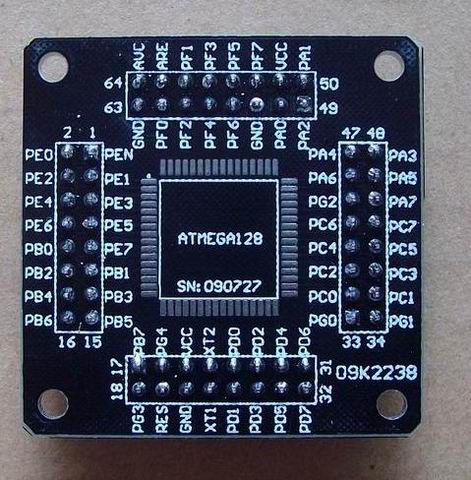 AVC ARE PF1 PF3 PF5 PF7 VCC PA1
64 50
63 49
GND PF0 PF2 PF4 PF6 GND PA0 PA2
2 1 47 48
PE0 PEN PA4 PA3
PE2 PE1 PA6 PA5
PE4 PE3 PG2 PA7
PE6 PE5 PC6 PC7
PB0 PE7 PC4 PC5
PB2 PB1 PC2 PC3
PB4 PB3 PC0 PC1
PB6 PB5 PG0 PG1
16 15 33 34
ATMEGA128
SN:090727
PB7 PG4 VCC XT2 PD0 PD2 PD4 PD6
17 31
18 32
PG3 RES GND XT1 PD1 PD3 PD5 PD7
09K2238